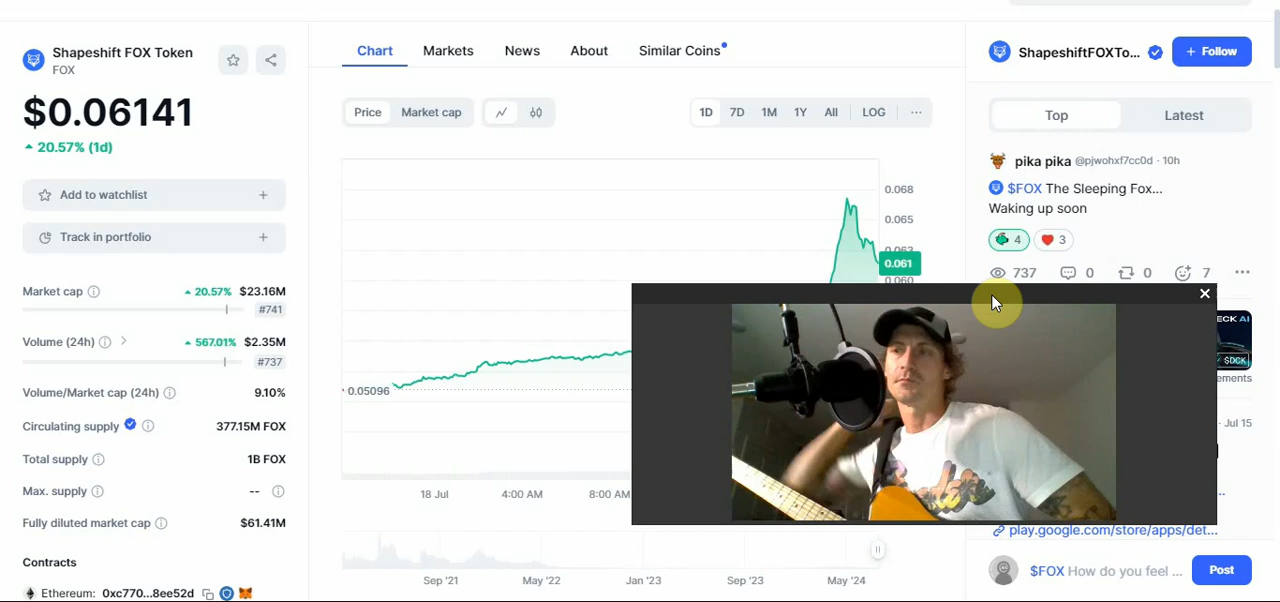 Shapeshift FOX Token
FOX
$0.06141
20.57% (1d)
Add to watchlist
Track in portfolio
Market cap
20.57% $23.16M
#741
Volume (24h)
567.01% $2.35M
#737
Volume/Market cap (24h)
9.10%
Circulating supply
377.15M FOX
Total supply
1B FOX
Max. supply
--
Fully diluted market cap
$61.41M
Contracts
Ethereum: 0xc770...8ee52d
Chart
Markets
News
About
Similar Coins
Price
Market cap
1D
7D
1M
1Y
All
LOG
...
0.068
0.065
0.061
0.060
0.05096
18 Jul
4:00 AM
8:00 AM
Sep '21
May '22
Jan '23
Sep '23
May '24
ShapeshiftFOXTo...
+ Follow
Top
Latest
pika pika @pjwohxf7cc0d · 10h
$FOX The Sleeping Fox...
Waking up soon
4
3
737
0
0
7
ECK AI
$DCK
ements
· Jul 15
..
play.google.com/store/apps/det...
$FOX How do you feel ...
Post